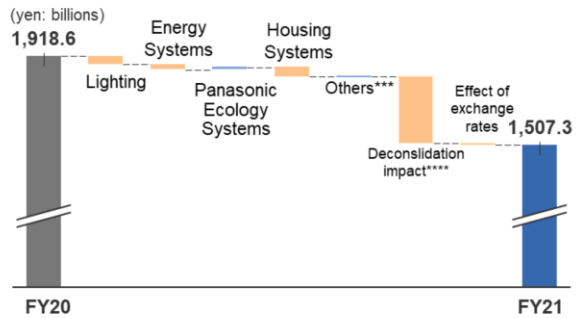 (yen: billions)
1,918.6
Lighting
Energy
Systems
Panasonic
Ecology
Systems
Housing
Systems
Others***
Deconslidation
impact****
Effect of
exchange
rates
1,507.3
FY20
FY21